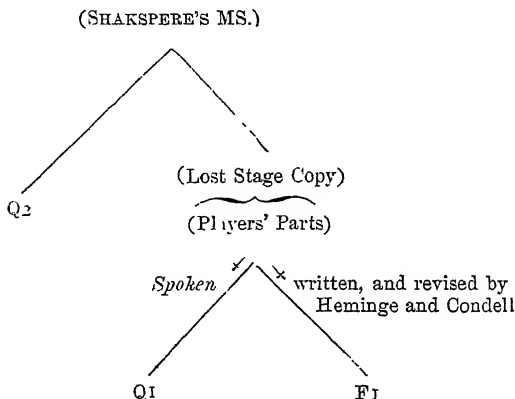 (SHAKSPERE'S MS.)
(Lost Stage Copy)
Q2
(Players' Parts)
Spoken
written, and revised by
Heminge and Condell
Q1
F1